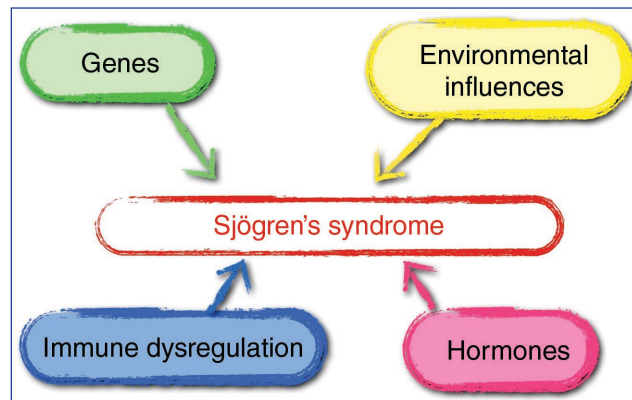 Genes
Environmental
influences
Sjögren's syndrome
Immune dysregulation
Hormones